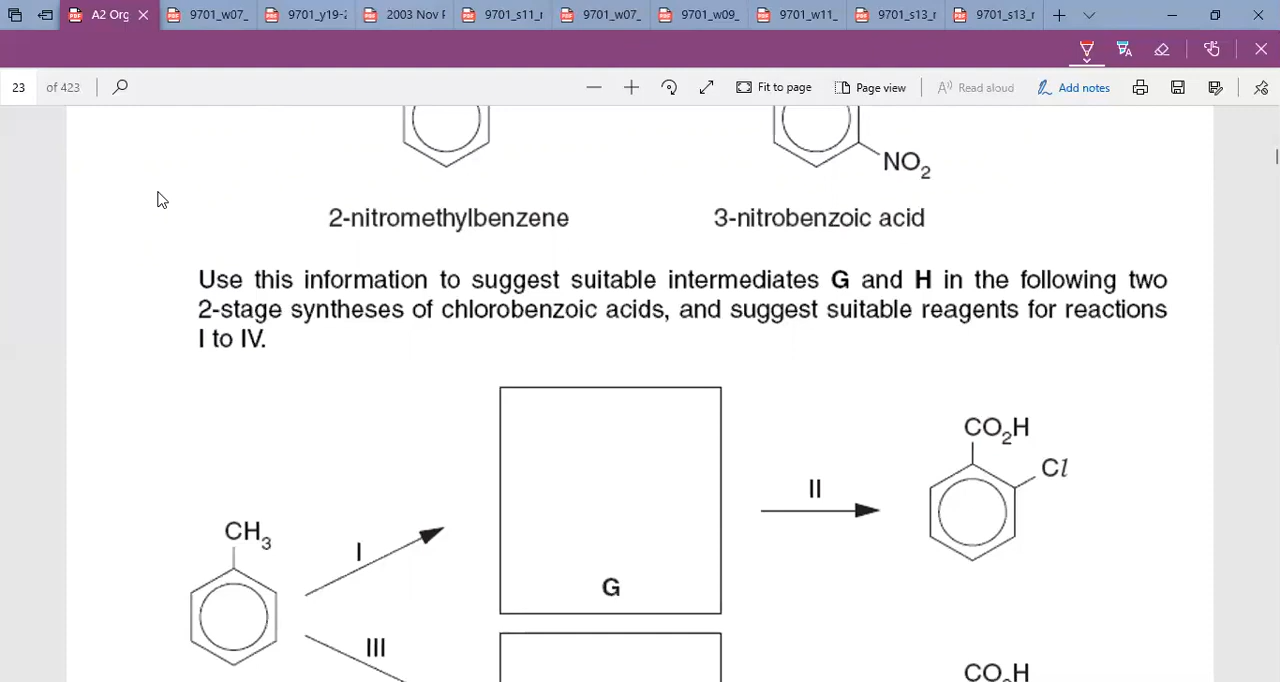 A2 Org
9701_w07_
9701_y19-2
2003 Nov F
9701_s11_r
9701_w07_
9701_w09_
9701_w11_
9701_s13_r
9701_s13_r
23 of 423
Fit to page
Page view
Read aloud
Add notes
NO2
2-nitromethylbenzene
3-nitrobenzoic acid
Use this information to suggest suitable intermediates G and H in the following two
2-stage syntheses of chlorobenzoic acids, and suggest suitable reagents for reactions
I to IV.
CO2H
Cl
II
CH3
I
G
III
CO2H